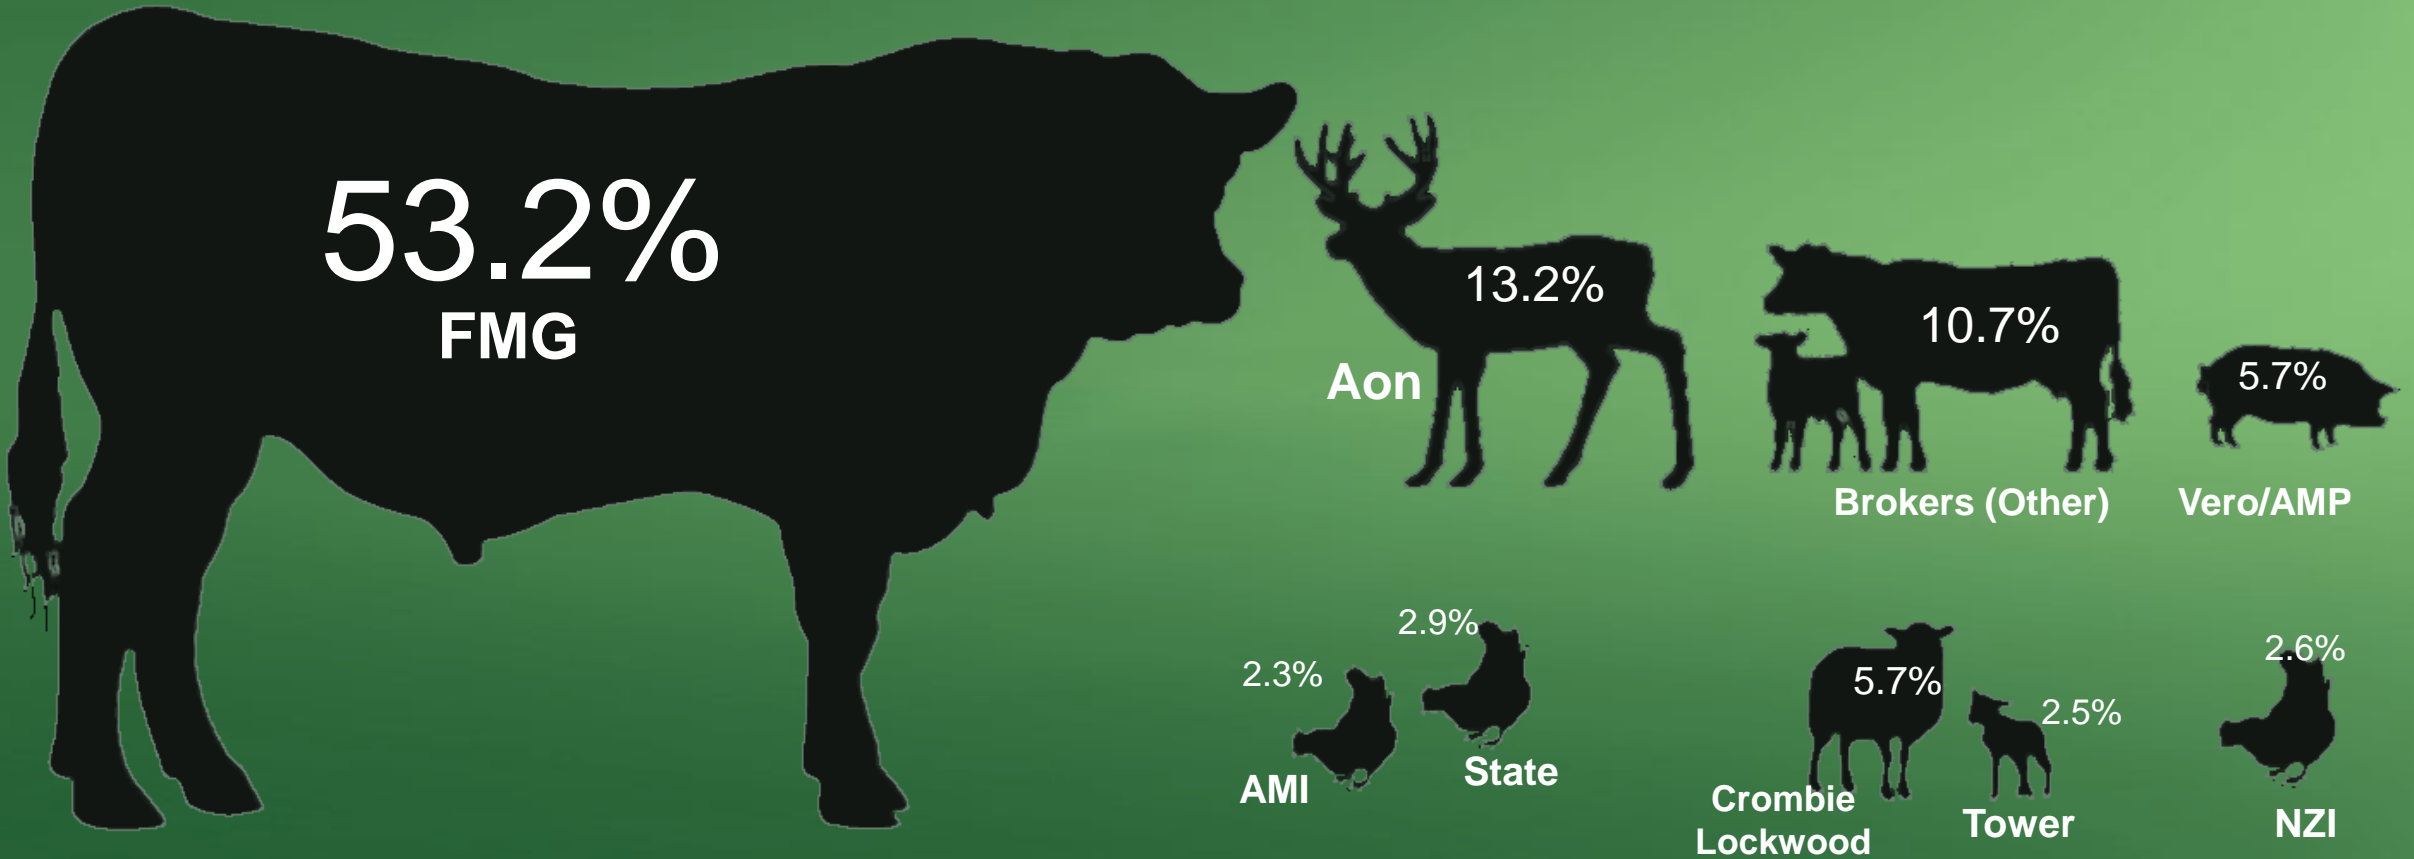 53.2%
FMG
13.2%
Aon
10.7%
Brokers (Other)
5.7%
Vero/AMP
2.3%
AMI
2.9%
State
5.7%
Crombie
Lockwood
2.5%
Tower
2.6%
NZI